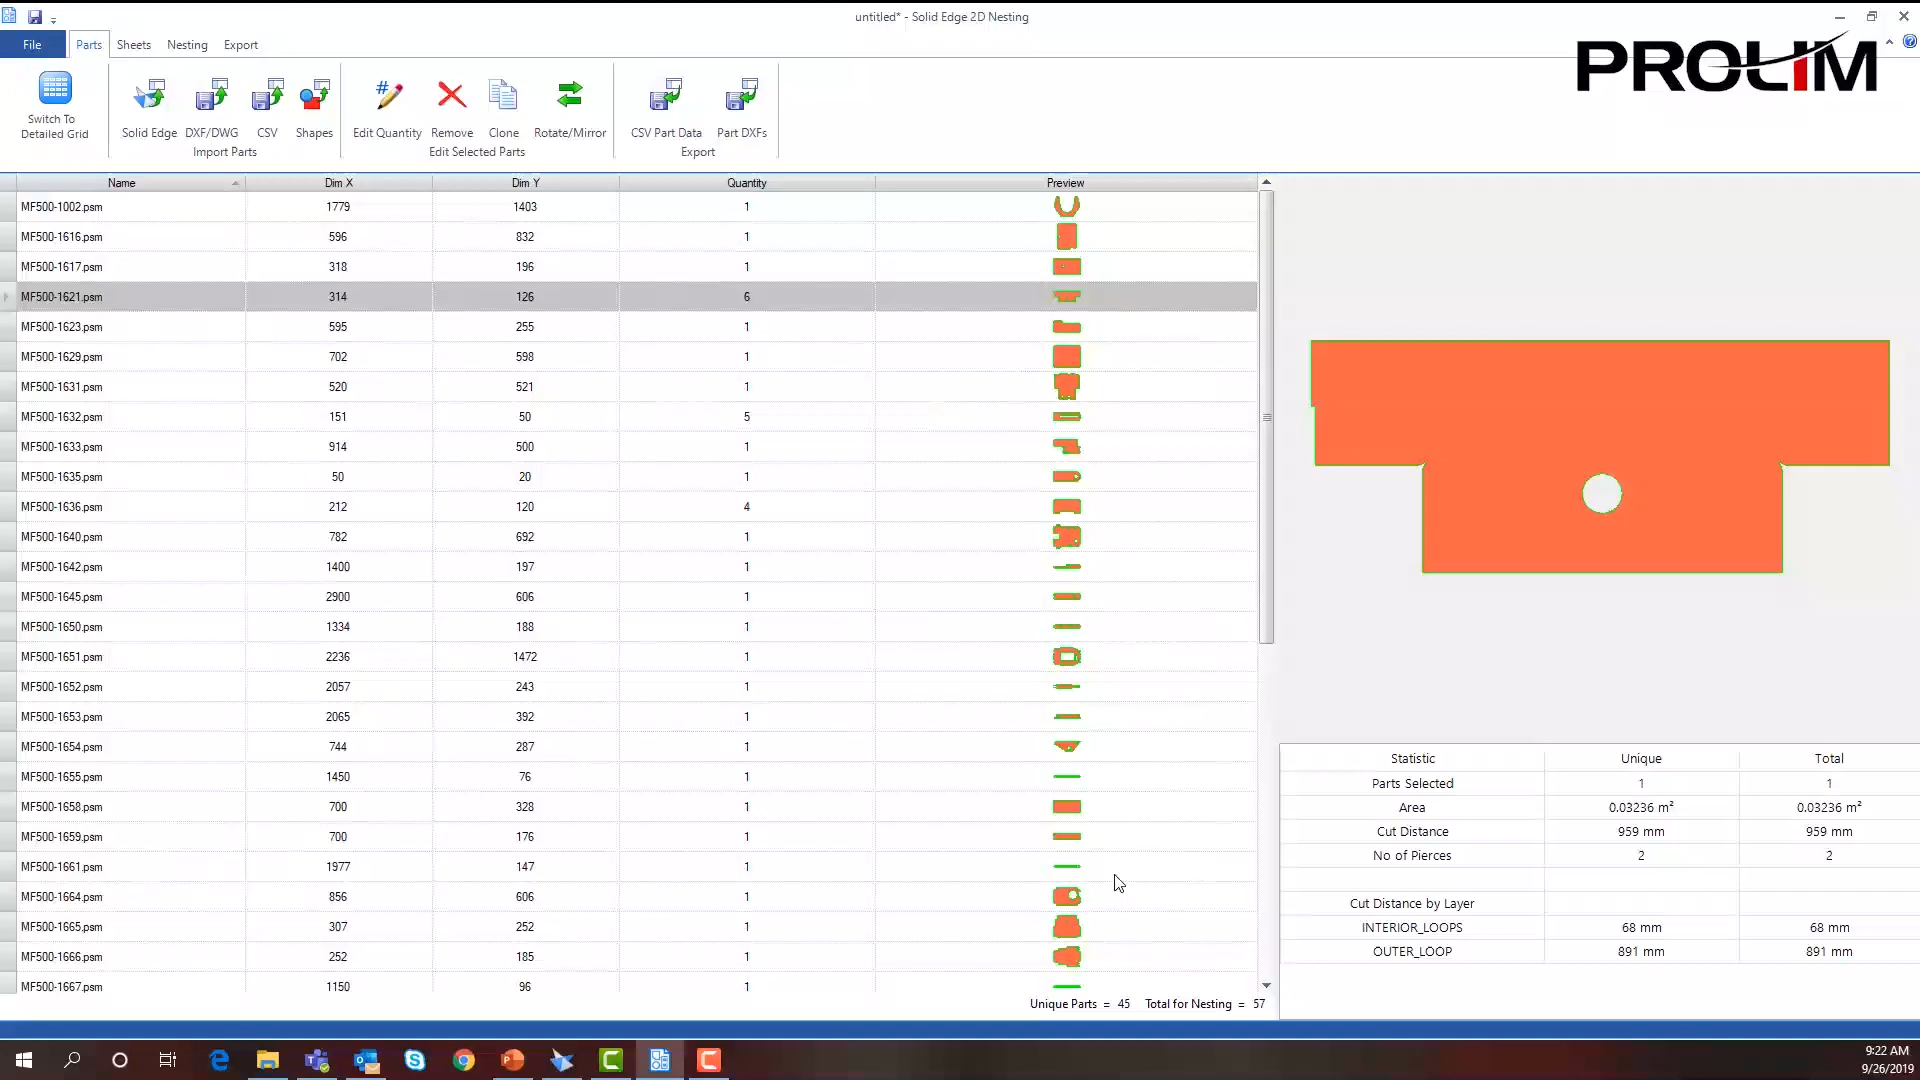 untitled* - Solid Edge 2D Nesting
File Parts Sheets Nesting Export
PROLIM
Switch To
Detailed Grid
Solid Edge DXF/DWG CSV Shapes
Import Parts
Edit Quantity Remove Clone Rotate/Mirror
Edit Selected Parts
CSV Part Data Part DXFs
Export
Name Dim X Dim Y Quantity Preview
MF500-1002.psm 1779 1403 1
MF500-1616.psm 596 832 1
MF500-1617.psm 318 196 1
MF500-1621.psm 314 126 6
MF500-1623.psm 595 255 1
MF500-1629.psm 702 598 1
MF500-1631.psm 520 521 1
MF500-1632.psm 151 50 5
MF500-1633.psm 914 500 1
MF500-1635.psm 50 20 1
MF500-1636.psm 212 120 4
MF500-1640.psm 782 692 1
MF500-1642.psm 1400 197 1
MF500-1645.psm 2900 606 1
MF500-1650.psm 1334 188 1
MF500-1651.psm 2236 1472 1
MF500-1652.psm 2057 243 1
MF500-1653.psm 2065 392 1
MF500-1654.psm 744 287 1
MF500-1655.psm 1450 76 1
MF500-1658.psm 700 328 1
MF500-1659.psm 700 176 1
MF500-1661.psm 1977 147 1
MF500-1664.psm 856 606 1
MF500-1665.psm 307 252 1
MF500-1666.psm 252 185 1
MF500-1667.psm 1150 96 1
Unique Parts = 45 Total for Nesting = 57
Statistic Unique Total
Parts Selected 1 1
Area 0.03236 m² 0.03236 m²
Cut Distance 959 mm 959 mm
No of Pierces 2 2
Cut Distance by Layer
INTERIOR_LOOPS 68 mm 68 mm
OUTER_LOOP 891 mm 891 mm
9:22 AM
9/26/2019